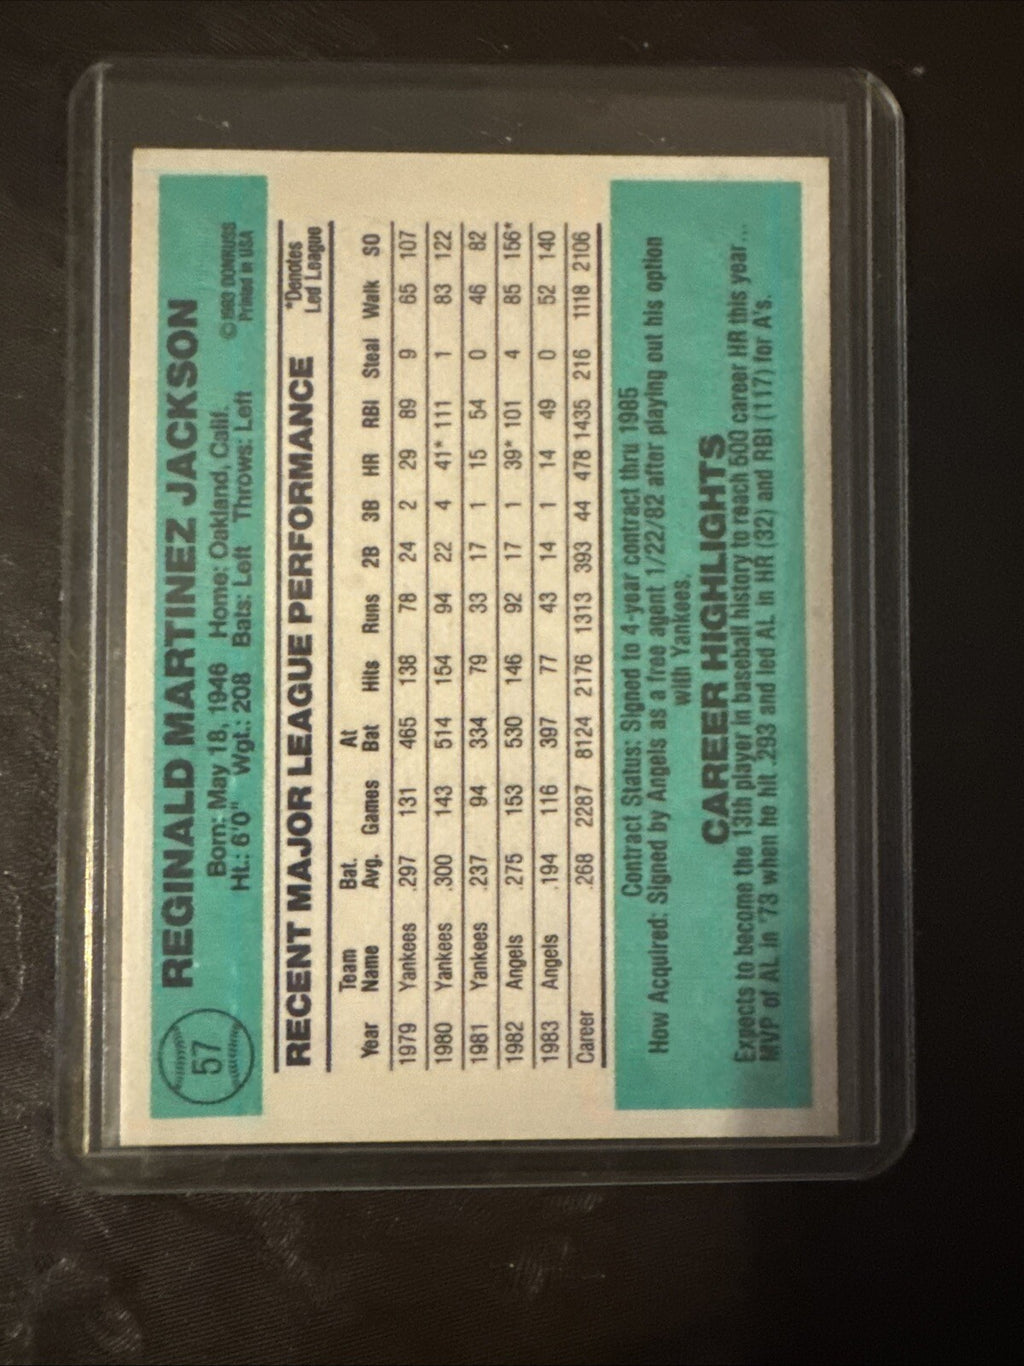 57
REGINALD MARTINEZ JACKSON
Born: May 18, 1946 Home: Oakland, Calif. ©1983 DONRUSS
Ht.: 6'0" Wgt.: 208 Bats: Left Throws: Left Printed in USA
RECENT MAJOR LEAGUE PERFORMANCE
*Denotes
Led League
Year Team Name Bat. Avg. Games At Bat Hits Runs 2B 3B HR RBI Steal Walk SO
1979 Yankees .297 131 465 138 78 24 2 29 89 9 65 107
1980 Yankees .300 143 514 154 94 22 4 41* 111 1 83 122
1981 Yankees .237 94 334 79 33 17 1 15 54 0 46 82
1982 Angels .275 153 530 146 92 17 1 39* 101 4 85 156*
1983 Angels .194 116 397 77 43 14 1 14 49 0 52 140
Career .268 2287 8124 2176 1313 393 44 478 1435 216 1118 2106
Contract Status: Signed to 4-year contract thru 1985
How Acquired: Signed by Angels as a free agent 1/22/82 after playing out his option
with Yankees.
CAREER HIGHLIGHTS
Expects to become the 13th player in baseball history to reach 500 career HR this year...
MVP of AL in '73 when he hit .293 and led AL in HR (32) and RBI (117) for A's.